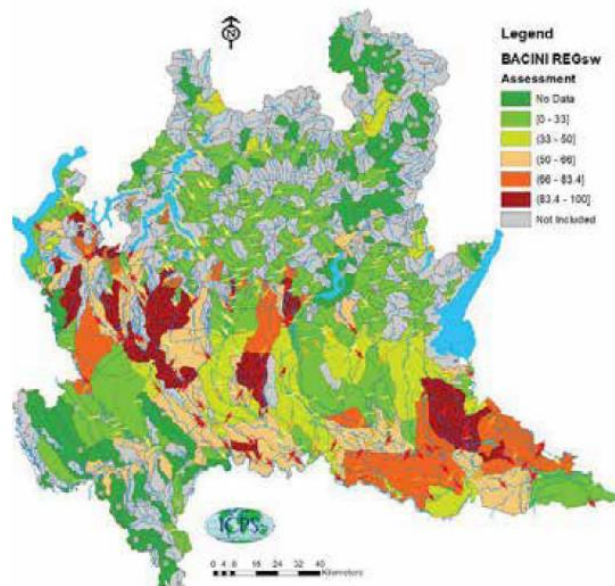 N
Legend
BACINI REGsw
Assessment
No Data
[0 - 33]
(33 - 50]
(50 - 66]
(66 - 83.4]
(83.4 - 100]
Not Included
ICPS
0 4 8 16 24 32 40
Kilometers